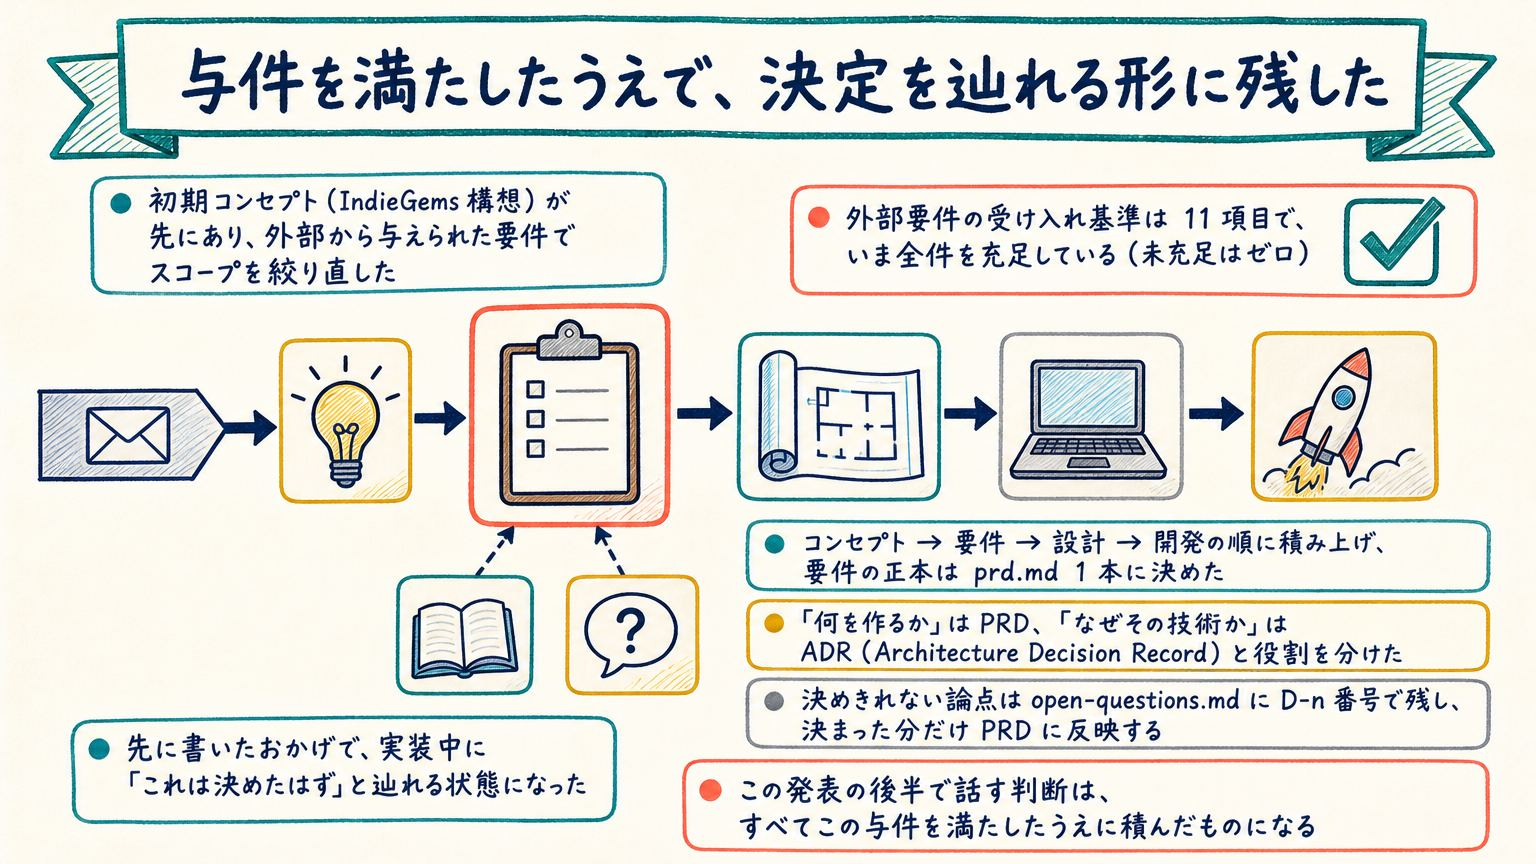 与件を満たしたうえで、決定を辿れる形に残した
初期コンセプト(IndieGems 構想)が
先にあり、外部から与えられた要件で
スコープを絞り直した
外部要件の受け入れ基準は 11 項目で、
いま全件を充足している(未充足はゼロ)
?
コンセプト → 要件 → 設計 → 開発の順に積み上げ、
要件の正本は prd.md 1 本に決めた
「何を作るか」は PRD、「なぜその技術か」は
ADR(Architecture Decision Record)と役割を分けた
決めきれない論点は open-questions.md に D-n 番号で残し、
決まった分だけ PRD に反映する
先に書いたおかげで、実装中に
「これは決めたはず」と辿れる状態になった
この発表の後半で話す判断は、
すべてこの与件を満たしたうえに積んだものになる